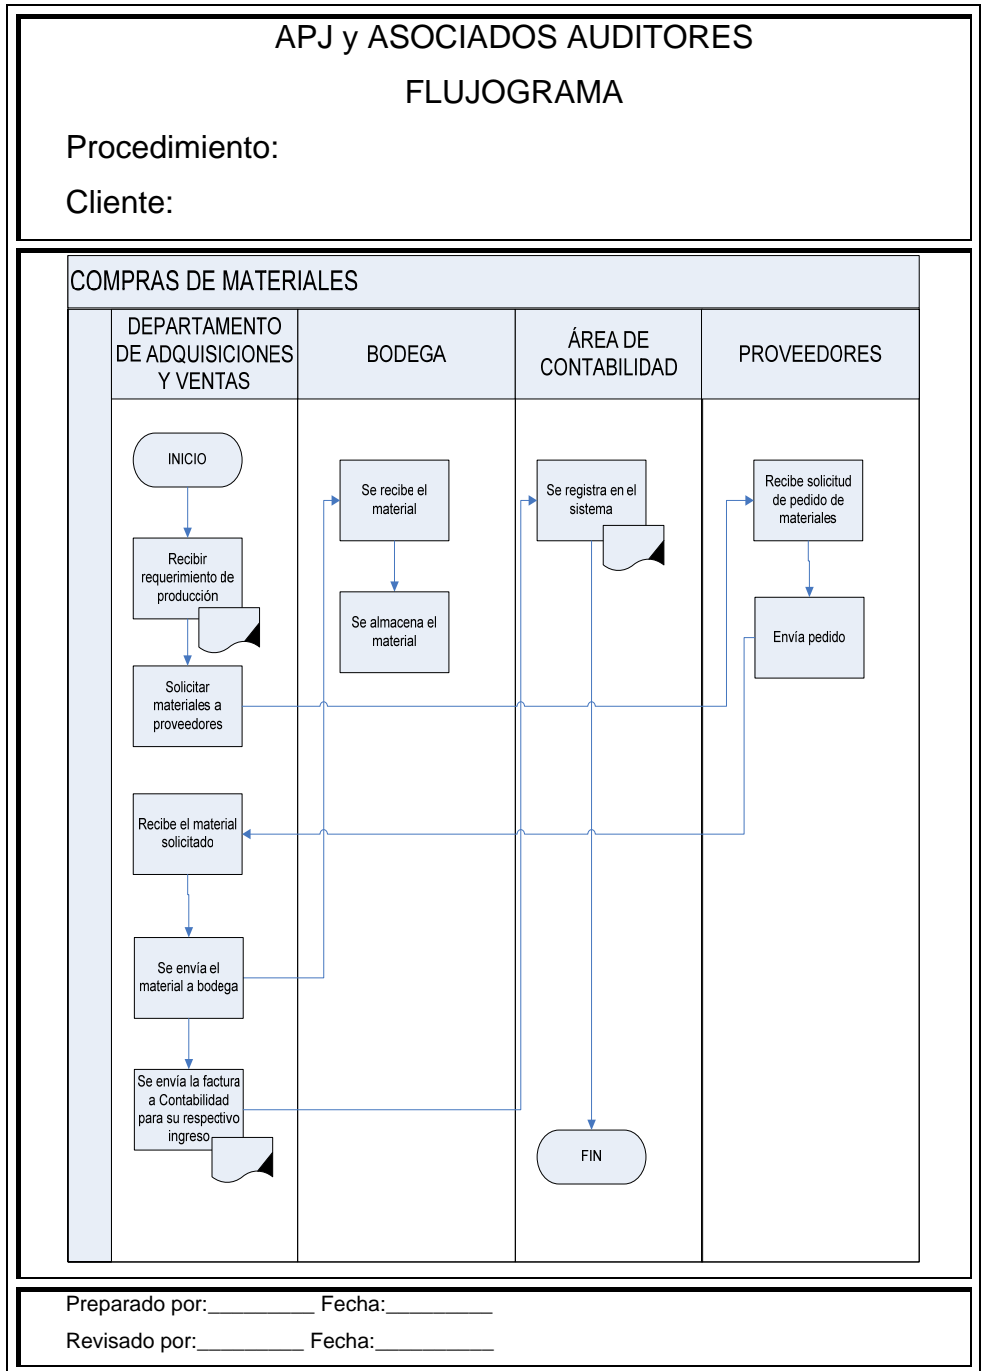 APJ y ASOCIADOS AUDITORES
FLUJOGRAMA
Procedimiento:
Cliente:
COMPRAS DE MATERIALES
DEPARTAMENTO
DE ADQUISICIONES
Y VENTAS
BODEGA
ÁREA DE
CONTABILIDAD
PROVEEDORES
INICIO
Recibir
requerimiento de
producción
Solicitar
materiales a
proveedores
Recibe el material
solicitado
Se envía el
material a bodega
Se envía la factura
a Contabilidad
para su respectivo
ingreso
Se recibe el
material
Se almacena el
material
Se registra en el
sistema
FIN
Recibe solicitud
de pedido de
materiales
Envía pedido
Preparado por:_________ Fecha:_________
Revisado por:_________ Fecha:__________